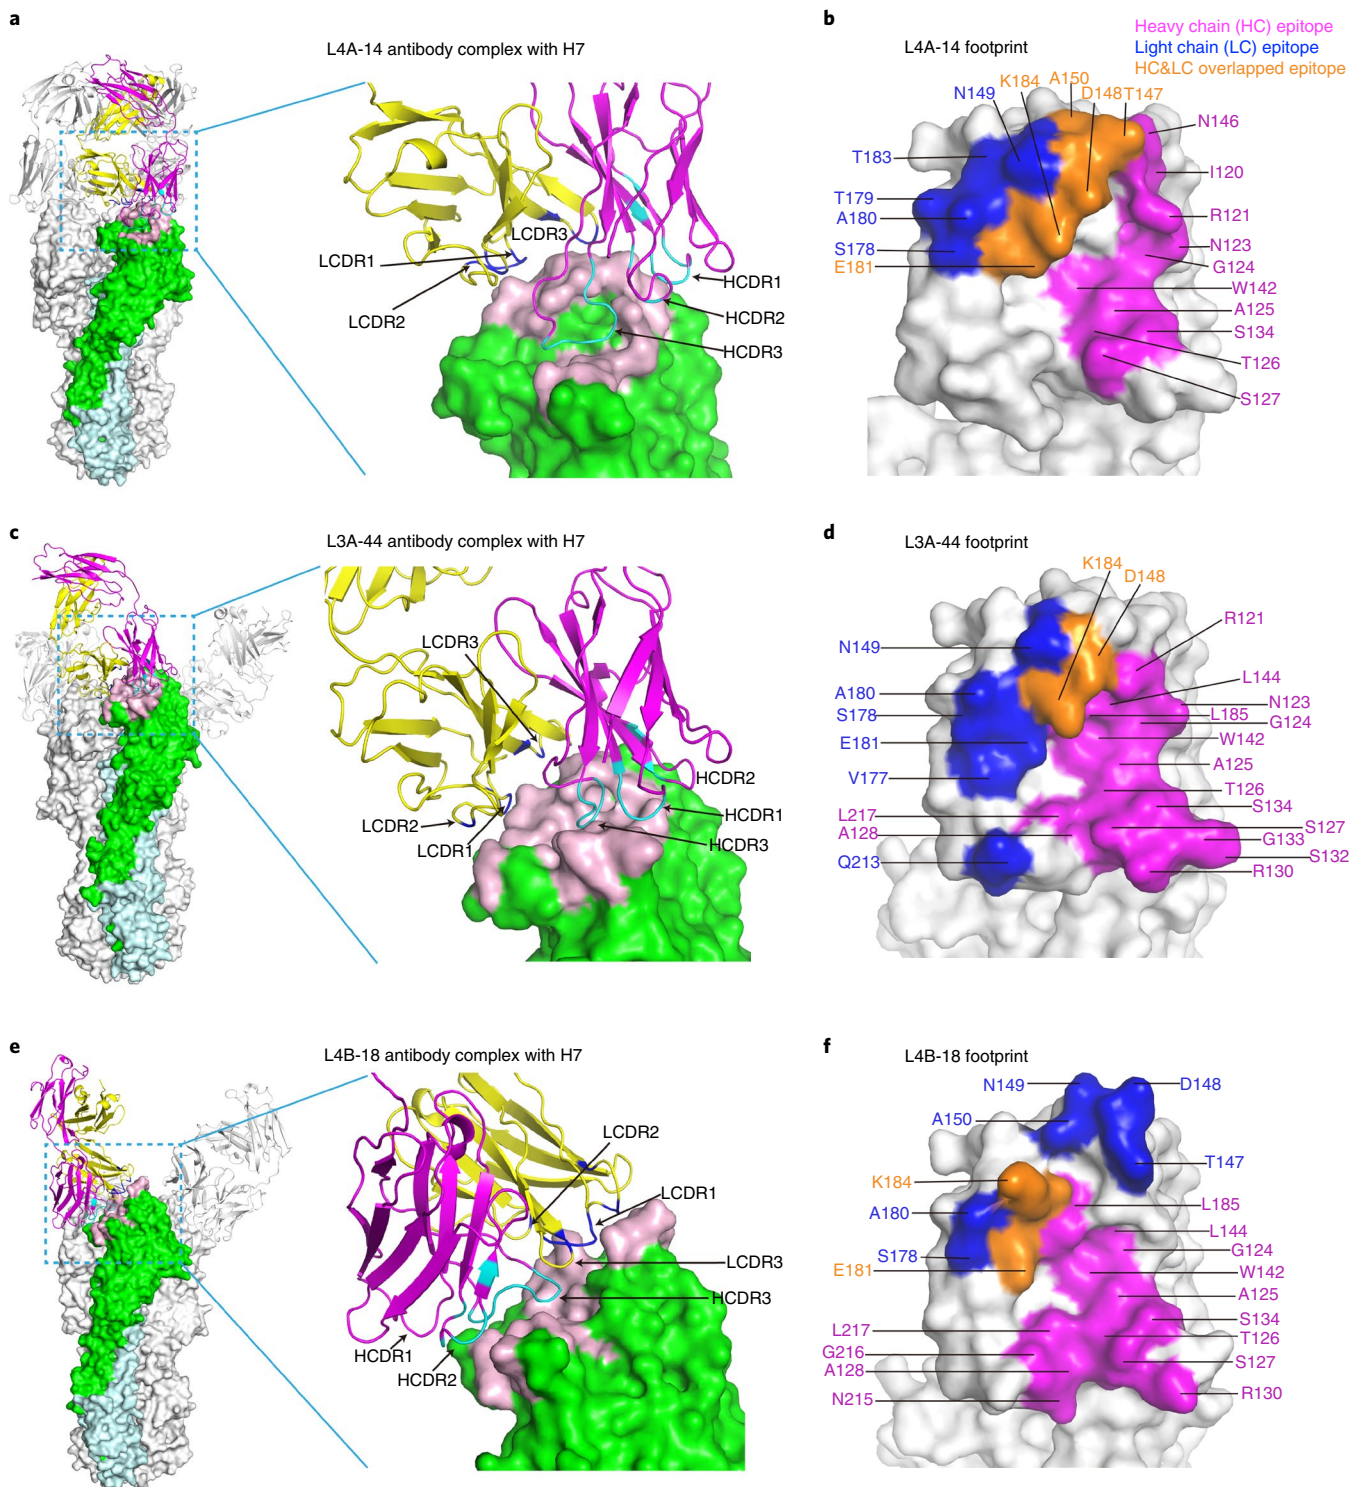 a
L4A-14 antibody complex with H7
LCDR3
LCDR1
LCDR2
HCDR1
HCDR2
HCDR3
b
Heavy chain (HC) epitope
Light chain (LC) epitope
HC&LC overlapped epitope
L4A-14 footprint
A150
K184
D148
T147
N149
N146
T183
I120
T179
A180
R121
S178
N123
E181
G124
W142
A125
S134
T126
S127
c
L3A-44 antibody complex with H7
LCDR3
LCDR2
LCDR1
HCDR2
HCDR1
HCDR3
d
L3A-44 footprint
K184
D148
R121
N149
L144
A180
N123
S178
L185
G124
E181
W142
A125
V177
T126
S134
L217
S127
A128
G133
Q213
S132
R130
e
L4B-18 antibody complex with H7
LCDR2
LCDR1
LCDR3
HCDR3
HCDR1
HCDR2
f
L4B-18 footprint
N149
D148
A150
T147
K184
L185
A180
L144
S178
G124
E181
W142
A125
S134
L217
T126
G216
S127
A128
N215
R130